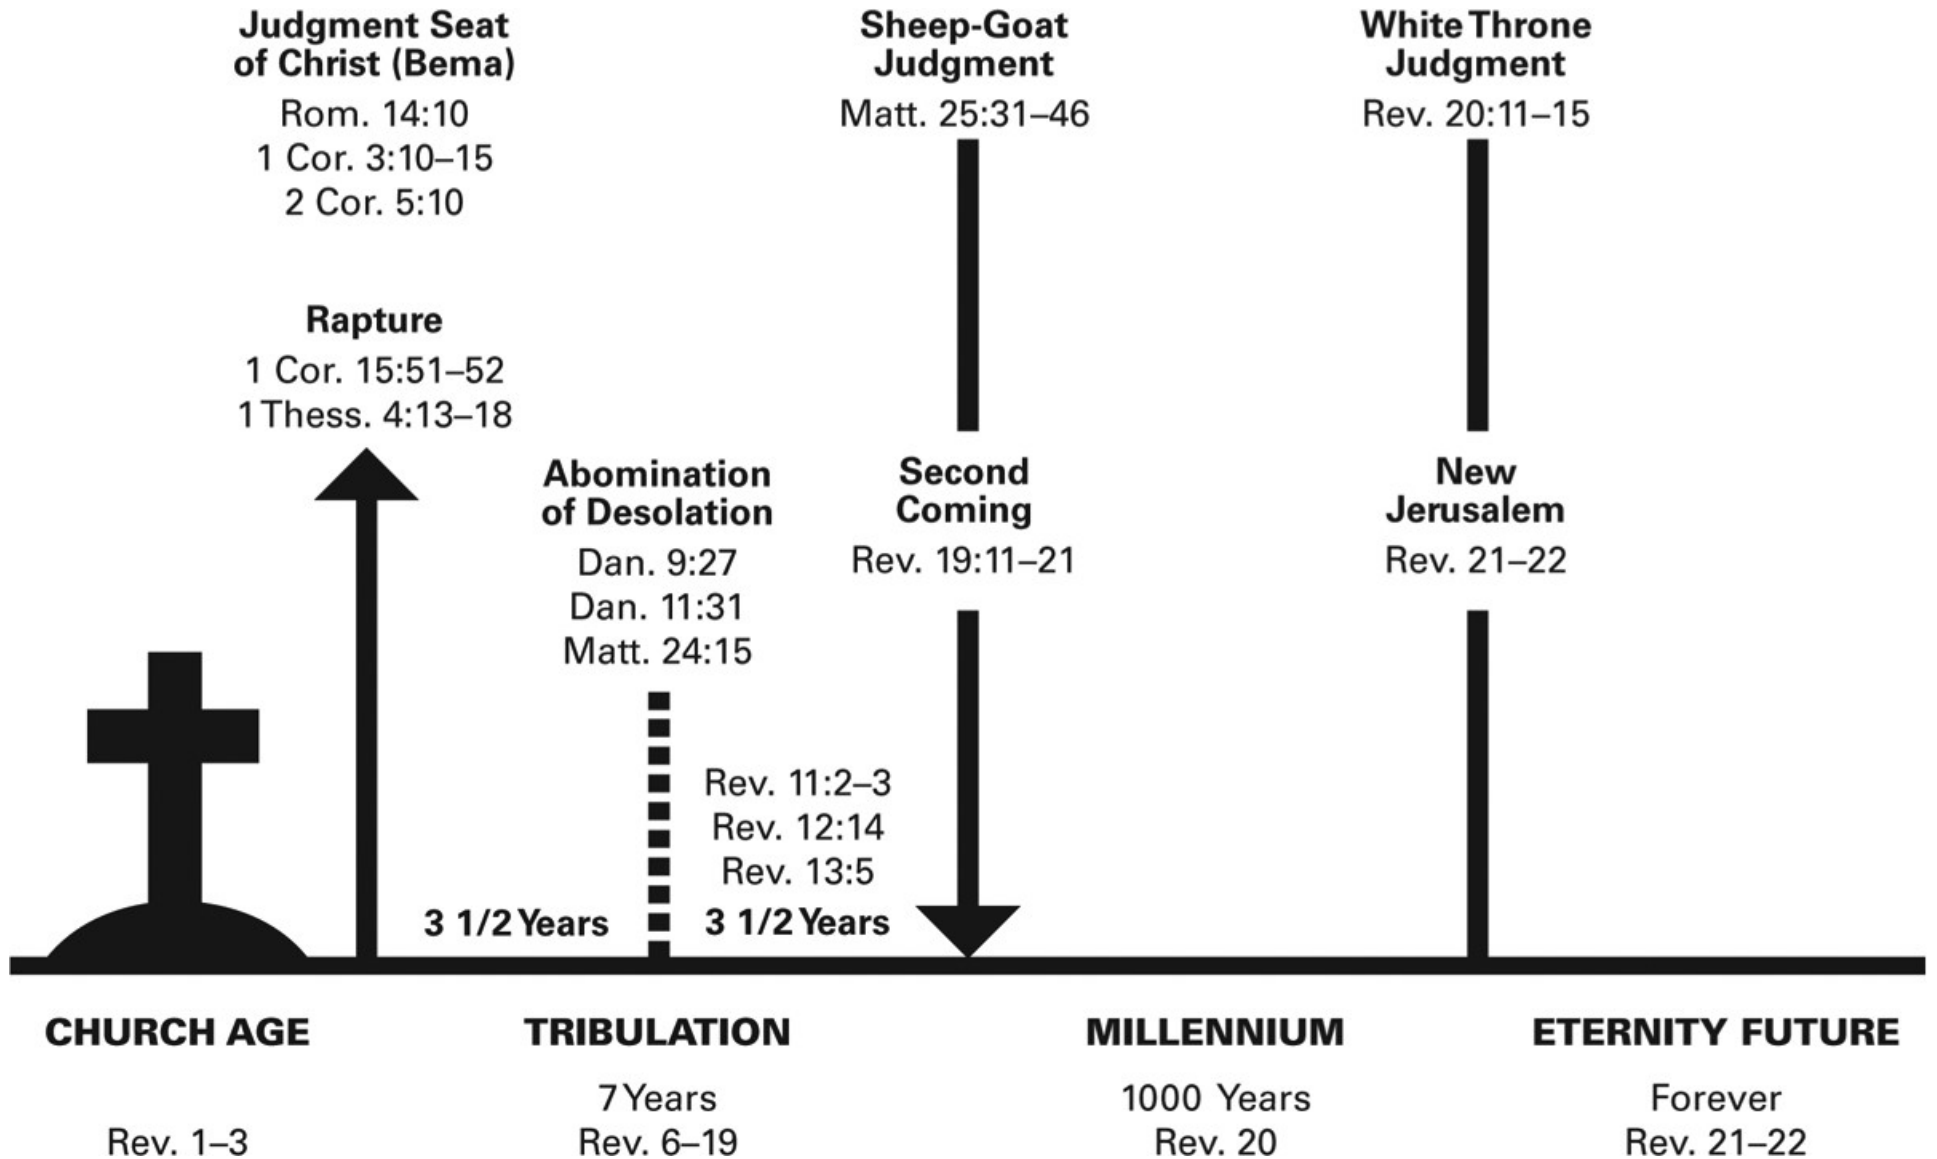 Judgment Seat
of Christ (Bema)
Rom. 14:10
1 Cor. 3:10–15
2 Cor. 5:10
Rapture
1 Cor. 15:51–52
1 Thess. 4:13–18
Abomination
of Desolation
Dan. 9:27
Dan. 11:31
Matt. 24:15
Sheep-Goat
Judgment
Matt. 25:31–46
Second
Coming
Rev. 19:11–21
White Throne
Judgment
Rev. 20:11–15
New
Jerusalem
Rev. 21–22
3 1/2 Years
Rev. 11:2–3
Rev. 12:14
Rev. 13:5
3 1/2 Years
CHURCH AGE
Rev. 1–3
TRIBULATION
7 Years
Rev. 6–19
MILLENNIUM
1000 Years
Rev. 20
ETERNITY FUTURE
Forever
Rev. 21–22